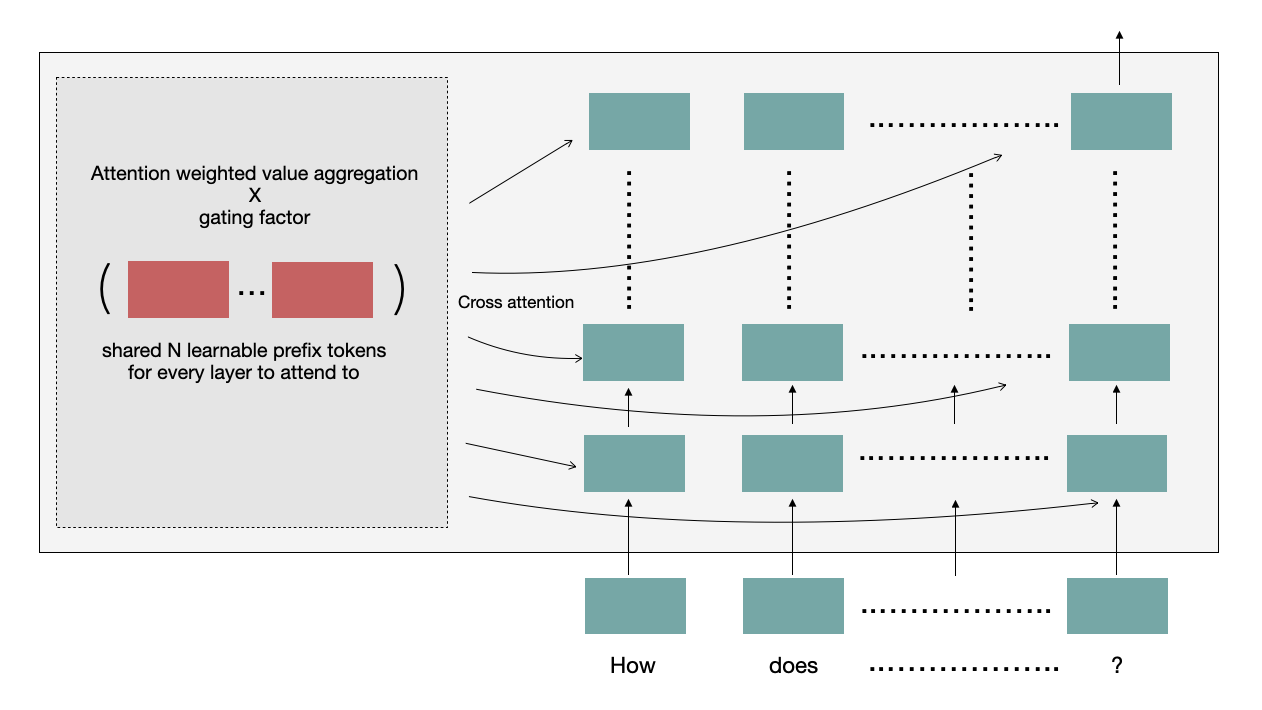 Attention weighted value aggregation
X
gating factor
( ... )
shared N learnable prefix tokens
for every layer to attend to
Cross attention
How does ................... ?